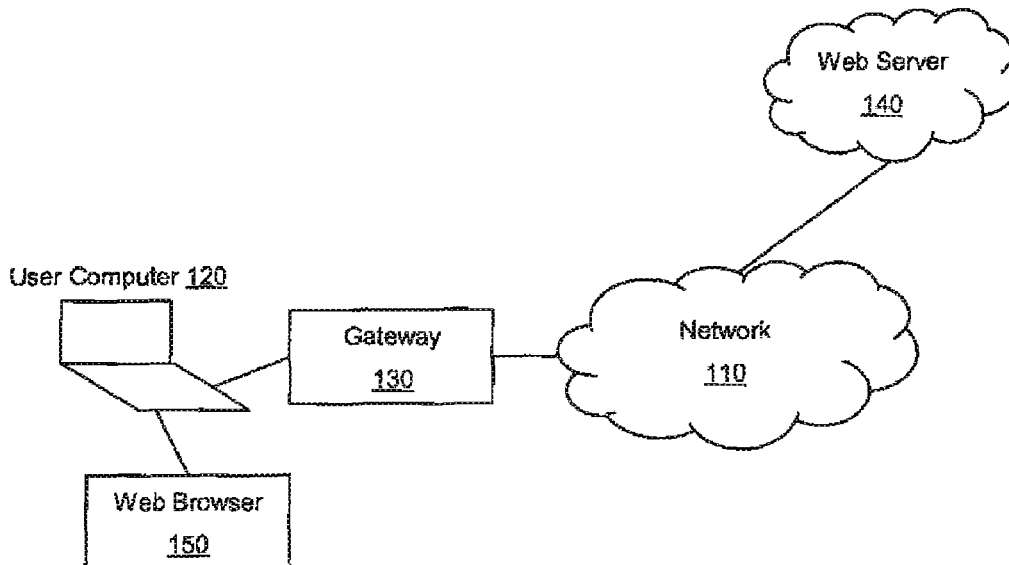 Web Server
140
User Computer 120
Gateway
130
Network
110
Web Browser
150